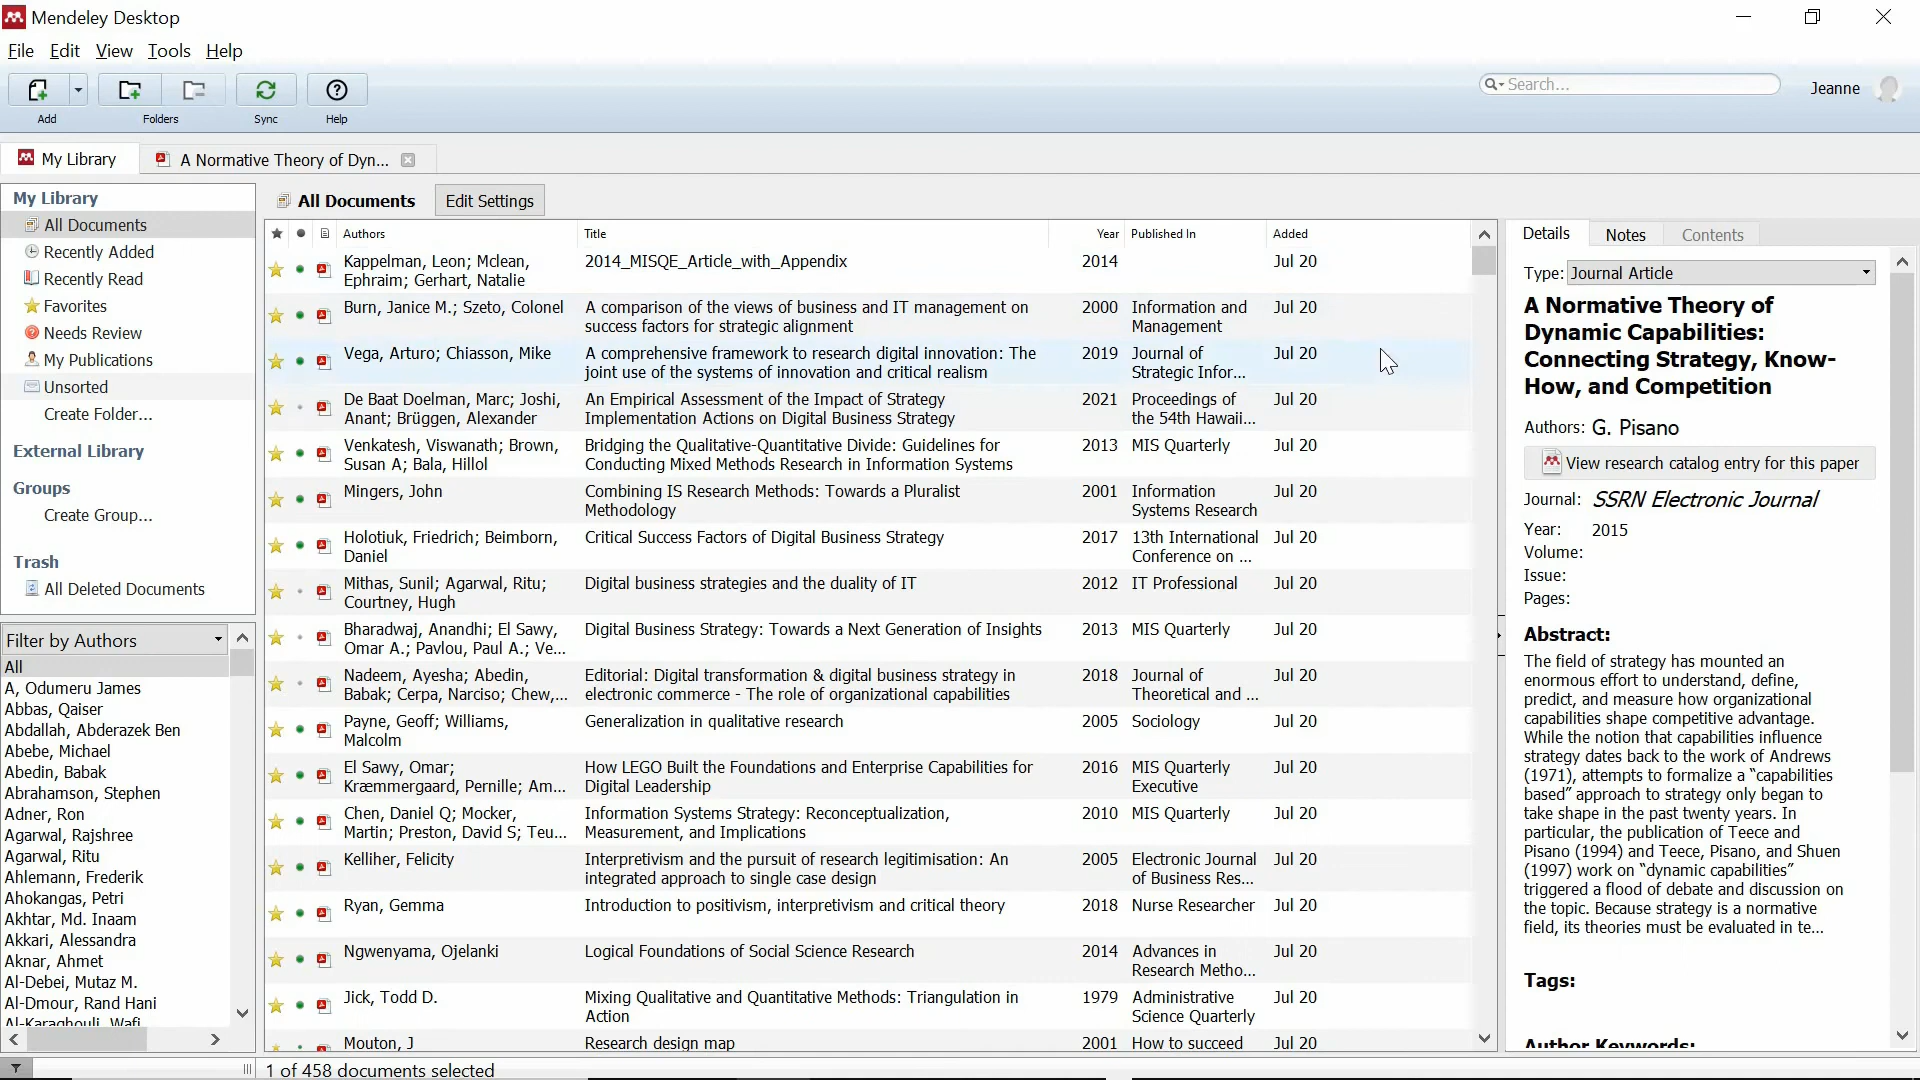 Mendeley Desktop
File Edit View Tools Help
Search...
Jeanne
Add
Folders
Sync
Help
My Library
A Normative Theory of Dyn...
My Library
All Documents
Recently Added
Recently Read
Favorites
Needs Review
My Publications
Unsorted
Create Folder...
External Library
Groups
Create Group...
Trash
All Deleted Documents
Filter by Authors
All
A, Odumeru James
Abbas, Qaiser
Abdallah, Abderazek Ben
Abebe, Michael
Abedin, Babak
Abrahamson, Stephen
Adner, Ron
Agarwal, Rajshree
Agarwal, Ritu
Ahlemann, Frederik
Ahokangas, Petri
Akhtar, Md. Inaam
Akkari, Alessandra
Aknar, Ahmet
Al-Debei, Mutaz M.
Al-Dmour, Rand Hani
Al-Karaghouli, Wafi
All Documents Edit Settings
Authors Title Year Published In Added
Kappelman, Leon; Mclean, 2014_MISQE_Article_with_Appendix 2014 Jul 20
Ephraim; Gerhart, Natalie
Burn, Janice M.; Szeto, Colonel A comparison of the views of business and IT management on 2000 Information and Jul 20
success factors for strategic alignment Management
Vega, Arturo; Chiasson, Mike A comprehensive framework to research digital innovation: The 2019 Journal of Jul 20
joint use of the systems of innovation and critical realism Strategic Infor...
De Baat Doelman, Marc; Joshi, An Empirical Assessment of the Impact of Strategy 2021 Proceedings of Jul 20
Anant; Brüggen, Alexander Implementation Actions on Digital Business Strategy the 54th Hawaii...
Venkatesh, Viswanath; Brown, Bridging the Qualitative-Quantitative Divide: Guidelines for 2013 MIS Quarterly Jul 20
Susan A; Bala, Hillol Conducting Mixed Methods Research in Information Systems
Mingers, John Combining IS Research Methods: Towards a Pluralist 2001 Information Jul 20
Methodology Systems Research
Holotiuk, Friedrich; Beimborn, Critical Success Factors of Digital Business Strategy 2017 13th International Jul 20
Daniel Conference on ...
Mithas, Sunil; Agarwal, Ritu; Digital business strategies and the duality of IT 2012 IT Professional Jul 20
Courtney, Hugh
Bharadwaj, Anandhi; El Sawy, Digital Business Strategy: Towards a Next Generation of Insights 2013 MIS Quarterly Jul 20
Omar A.; Pavlou, Paul A.; Ve...
Nadeem, Ayesha; Abedin, Editorial: Digital transformation & digital business strategy in 2018 Journal of Jul 20
Babak; Cerpa, Narciso; Chew,... electronic commerce - The role of organizational capabilities Theoretical and ...
Payne, Geoff; Williams, Generalization in qualitative research 2005 Sociology Jul 20
Malcolm
El Sawy, Omar; How LEGO Built the Foundations and Enterprise Capabilities for 2016 MIS Quarterly Jul 20
Kræmmergaard, Pernille; Am... Digital Leadership Executive
Chen, Daniel Q; Mocker, Information Systems Strategy: Reconceptualization, 2010 MIS Quarterly Jul 20
Martin; Preston, David S; Teu... Measurement, and Implications
Kelliher, Felicity Interpretivism and the pursuit of research legitimisation: An 2005 Electronic Journal Jul 20
integrated approach to single case design of Business Res...
Ryan, Gemma Introduction to positivism, interpretivism and critical theory 2018 Nurse Researcher Jul 20
Ngwenyama, Ojelanki Logical Foundations of Social Science Research 2014 Advances in Jul 20
Research Metho...
Jick, Todd D. Mixing Qualitative and Quantitative Methods: Triangulation in 1979 Administrative Jul 20
Action Science Quarterly
Mouton, J Research design map 2001 How to succeed Jul 20
Details Notes Contents
Type: Journal Article
A Normative Theory of
Dynamic Capabilities:
Connecting Strategy, Know-
How, and Competition
Authors: G. Pisano
View research catalog entry for this paper
Journal: SSRN Electronic Journal
Year: 2015
Volume:
Issue:
Pages:
Abstract:
The field of strategy has mounted an
enormous effort to understand, define,
predict, and measure how organizational
capabilities shape competitive advantage.
While the notion that capabilities influence
strategy dates back to the work of Andrews
(1971), attempts to formalize a “capabilities
based” approach to strategy only began to
take shape in the past twenty years. In
particular, the publication of Teece and
Pisano (1994) and Teece, Pisano, and Shuen
(1997) work on “dynamic capabilities”
triggered a flood of debate and discussion on
the topic. Because strategy is a normative
field, its theories must be evaluated in te...
Tags:
Author Keywords:
1 of 458 documents selected